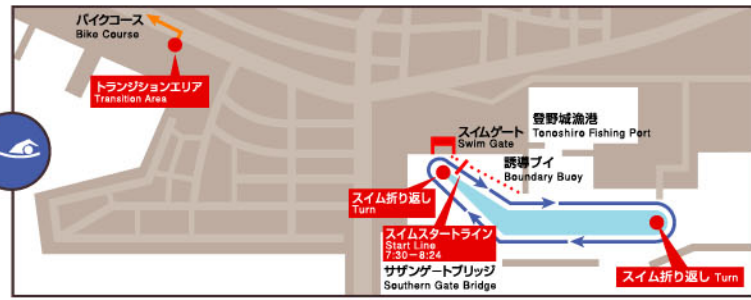 バイクコース
Bike Course
トランジションエリア
Transition Area
スイムゲート
Swim Gate
登野城漁港
Tonoshiro Fishing Port
誘導ブイ
Boundary Buoy
スイム折り返し
Turn
スイムスタートライン
Start Line
7:30-8:24
サザンゲートブリッジ
Southern Gate Bridge
スイム折り返し Turn